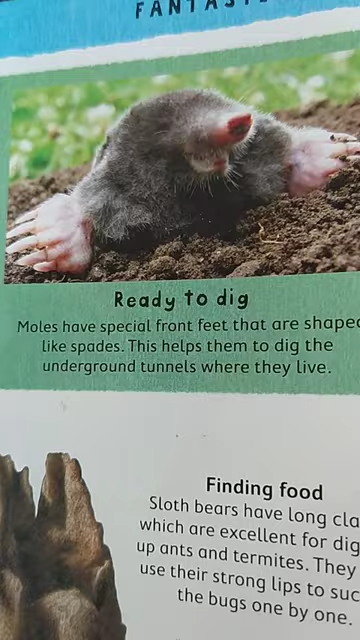 Ready to dig
Moles have special front feet that are shaped
like spades. This helps them to dig the
underground tunnels where they live.
Finding food
Sloth bears have long
which are excellent for
up ants and termites. They
use their strong lips to
the bugs one by one.